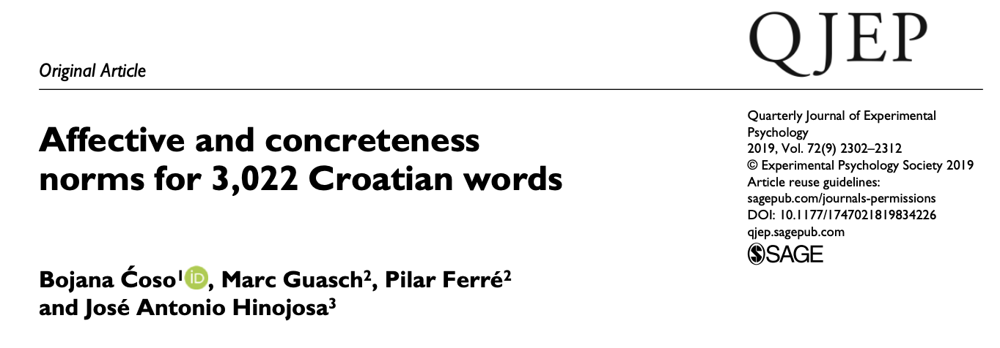 QJEP
Original Article
Affective and concreteness
norms for 3,022 Croatian words
Bojana Ćoso¹ iD, Marc Guasch², Pilar Ferré²
and José Antonio Hinojosa³
Quarterly Journal of Experimental
Psychology
2019, Vol. 72(9) 2302–2312
© Experimental Psychology Society 2019
Article reuse guidelines:
sagepub.com/journals-permissions
DOI: 10.1177/1747021819834226
qjep.sagepub.com
SAGE